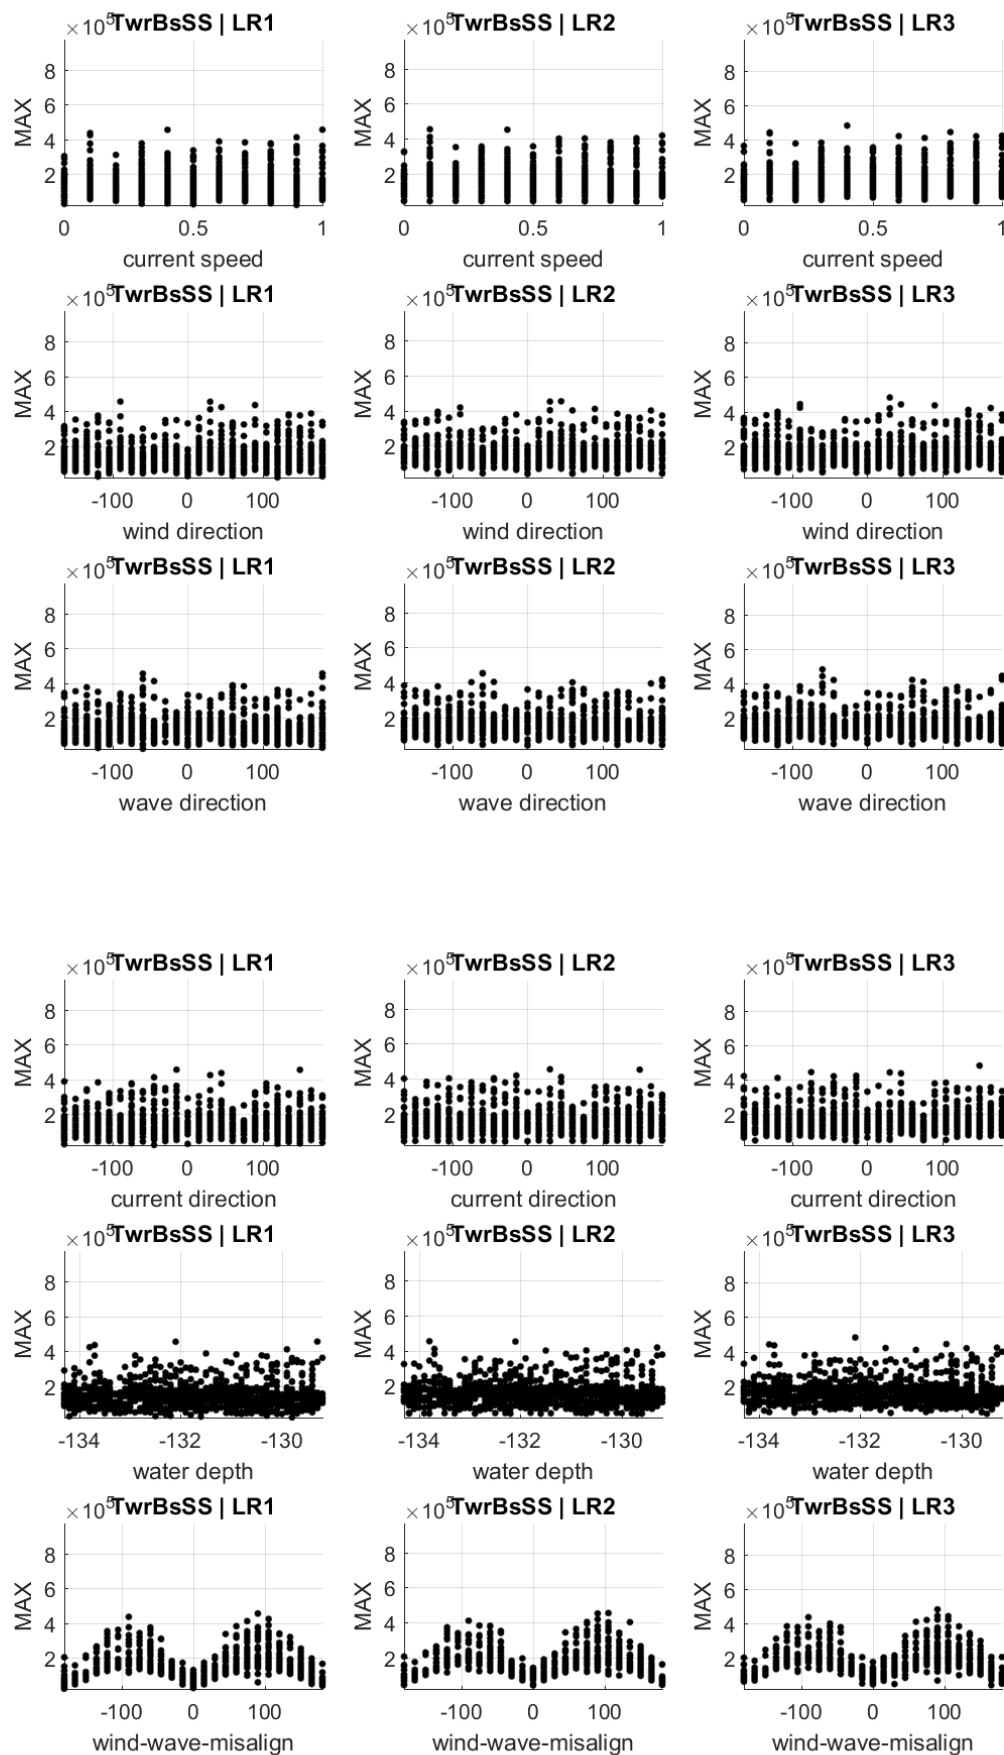 ×10⁵ TwrBsSS | LR1 ×10⁵ TwrBsSS | LR2 ×10⁵ TwrBsSS | LR3
8 8 8
6 6 6
MAX MAX MAX
4 4 4
2 2 2
0 0.5 1 0 0.5 1 0 0.5 1
current speed current speed current speed
×10⁵ TwrBsSS | LR1 ×10⁵ TwrBsSS | LR2 ×10⁵ TwrBsSS | LR3
8 8 8
6 6 6
MAX MAX MAX
4 4 4
2 2 2
-100 0 100 -100 0 100 -100 0 100
wind direction wind direction wind direction
×10⁵ TwrBsSS | LR1 ×10⁵ TwrBsSS | LR2 ×10⁵ TwrBsSS | LR3
8 8 8
6 6 6
MAX MAX MAX
4 4 4
2 2 2
-100 0 100 -100 0 100 -100 0 100
wave direction wave direction wave direction
×10⁵ TwrBsSS | LR1 ×10⁵ TwrBsSS | LR2 ×10⁵ TwrBsSS | LR3
8 8 8
6 6 6
MAX MAX MAX
4 4 4
2 2 2
-100 0 100 -100 0 100 -100 0 100
current direction current direction current direction
×10⁵ TwrBsSS | LR1 ×10⁵ TwrBsSS | LR2 ×10⁵ TwrBsSS | LR3
8 8 8
6 6 6
MAX MAX MAX
4 4 4
2 2 2
-134 -132 -130 -134 -132 -130 -134 -132 -130
water depth water depth water depth
×10⁵ TwrBsSS | LR1 ×10⁵ TwrBsSS | LR2 ×10⁵ TwrBsSS | LR3
8 8 8
6 6 6
MAX MAX MAX
4 4 4
2 2 2
-100 0 100 -100 0 100 -100 0 100
wind-wave-misalign wind-wave-misalign wind-wave-misalign